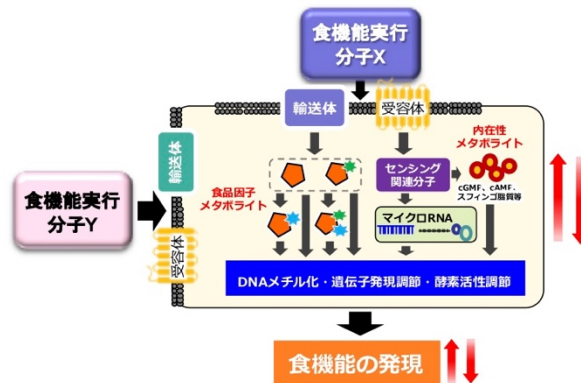 食機能実行
分子X
輸送体
受容体
内在性
メタボライト
輸送体
食機能実行
分子Y
食品因子
メタボライト
センシング
関連分子
cGMF、cAMF、
スフィンゴ脂質等
マイクロRNA
受容体
DNAメチル化・遺伝子発現調節・酵素活性調節
食機能の発現